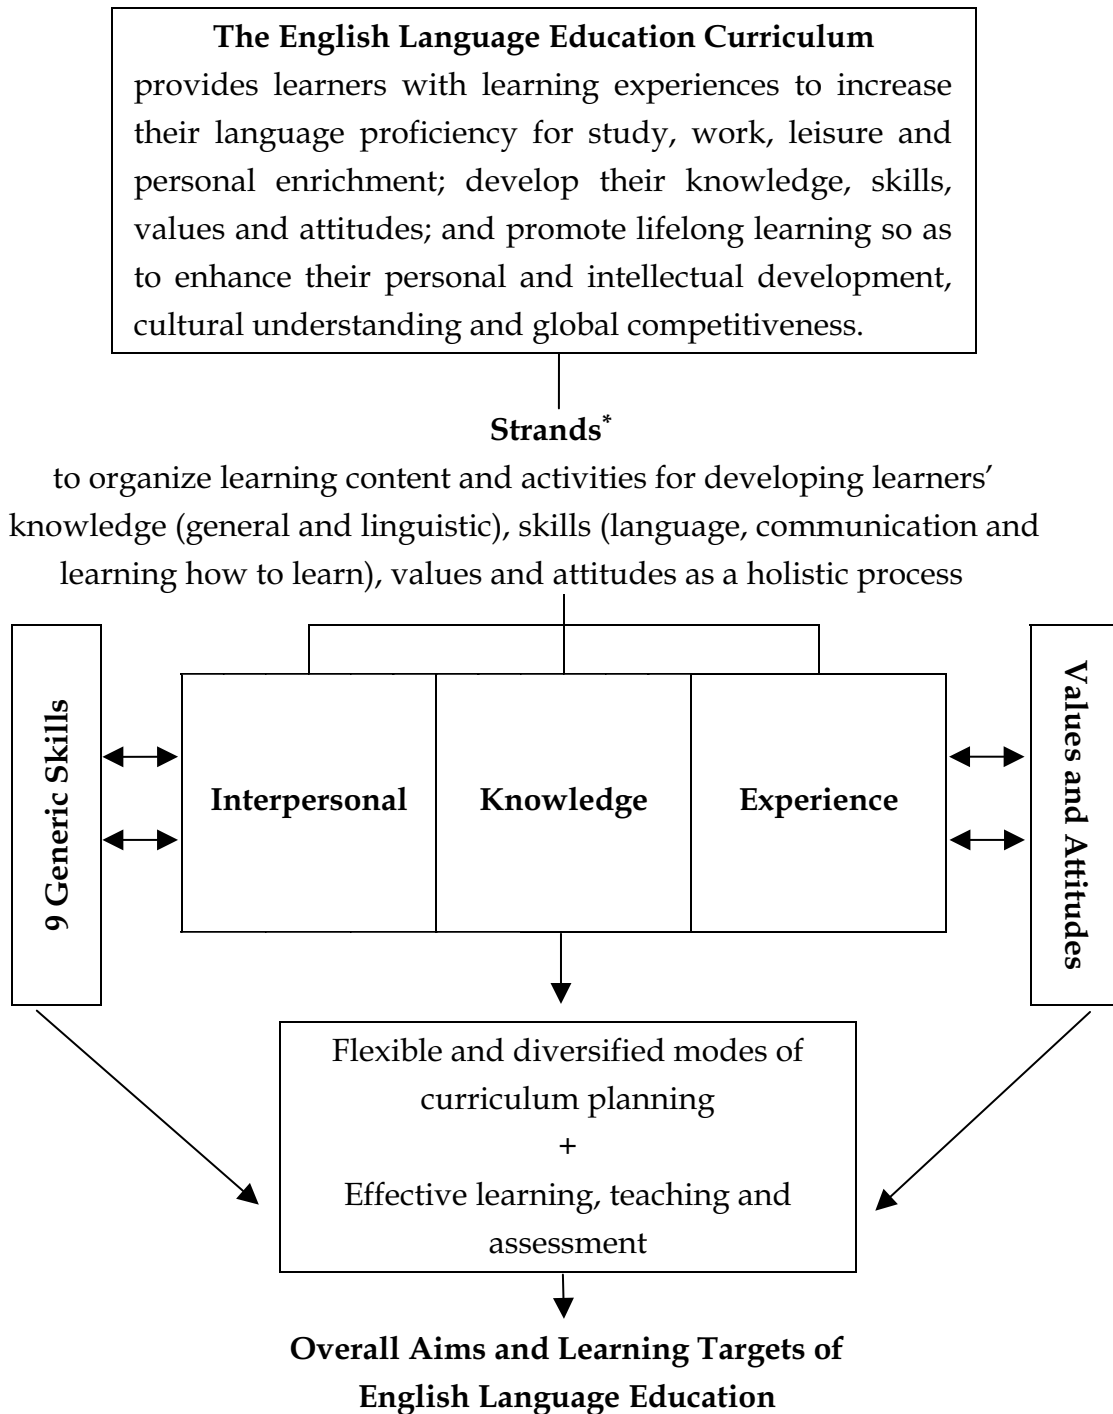 The English Language Education Curriculum
provides learners with learning experiences to increase
their language proficiency for study, work, leisure and
personal enrichment; develop their knowledge, skills,
values and attitudes; and promote lifelong learning so as
to enhance their personal and intellectual development,
cultural understanding and global competitiveness.
Strands*
to organize learning content and activities for developing learners’
knowledge (general and linguistic), skills (language, communication and
learning how to learn), values and attitudes as a holistic process
9 Generic Skills
Interpersonal
Knowledge
Experience
Values and Attitudes
Flexible and diversified modes of
curriculum planning
+
Effective learning, teaching and
assessment
Overall Aims and Learning Targets of
English Language Education